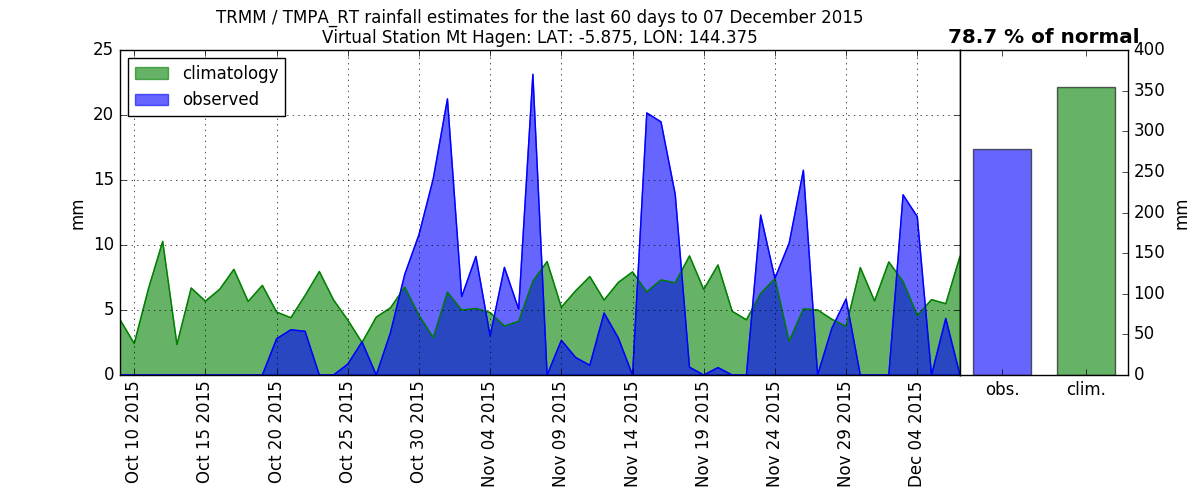 TRMM / TMPA_RT rainfall estimates for the last 60 days to 07 December 2015
Virtual Station Mt Hagen: LAT: -5.875, LON: 144.375
78.7 % of normal
climatology
observed
25
20
15
10
5
0
mm
Oct 10 2015
Oct 15 2015
Oct 20 2015
Oct 25 2015
Oct 30 2015
Nov 04 2015
Nov 09 2015
Nov 14 2015
Nov 19 2015
Nov 24 2015
Nov 29 2015
Dec 04 2015
obs.
clim.
400
350
300
250
200
150
100
50
0
mm